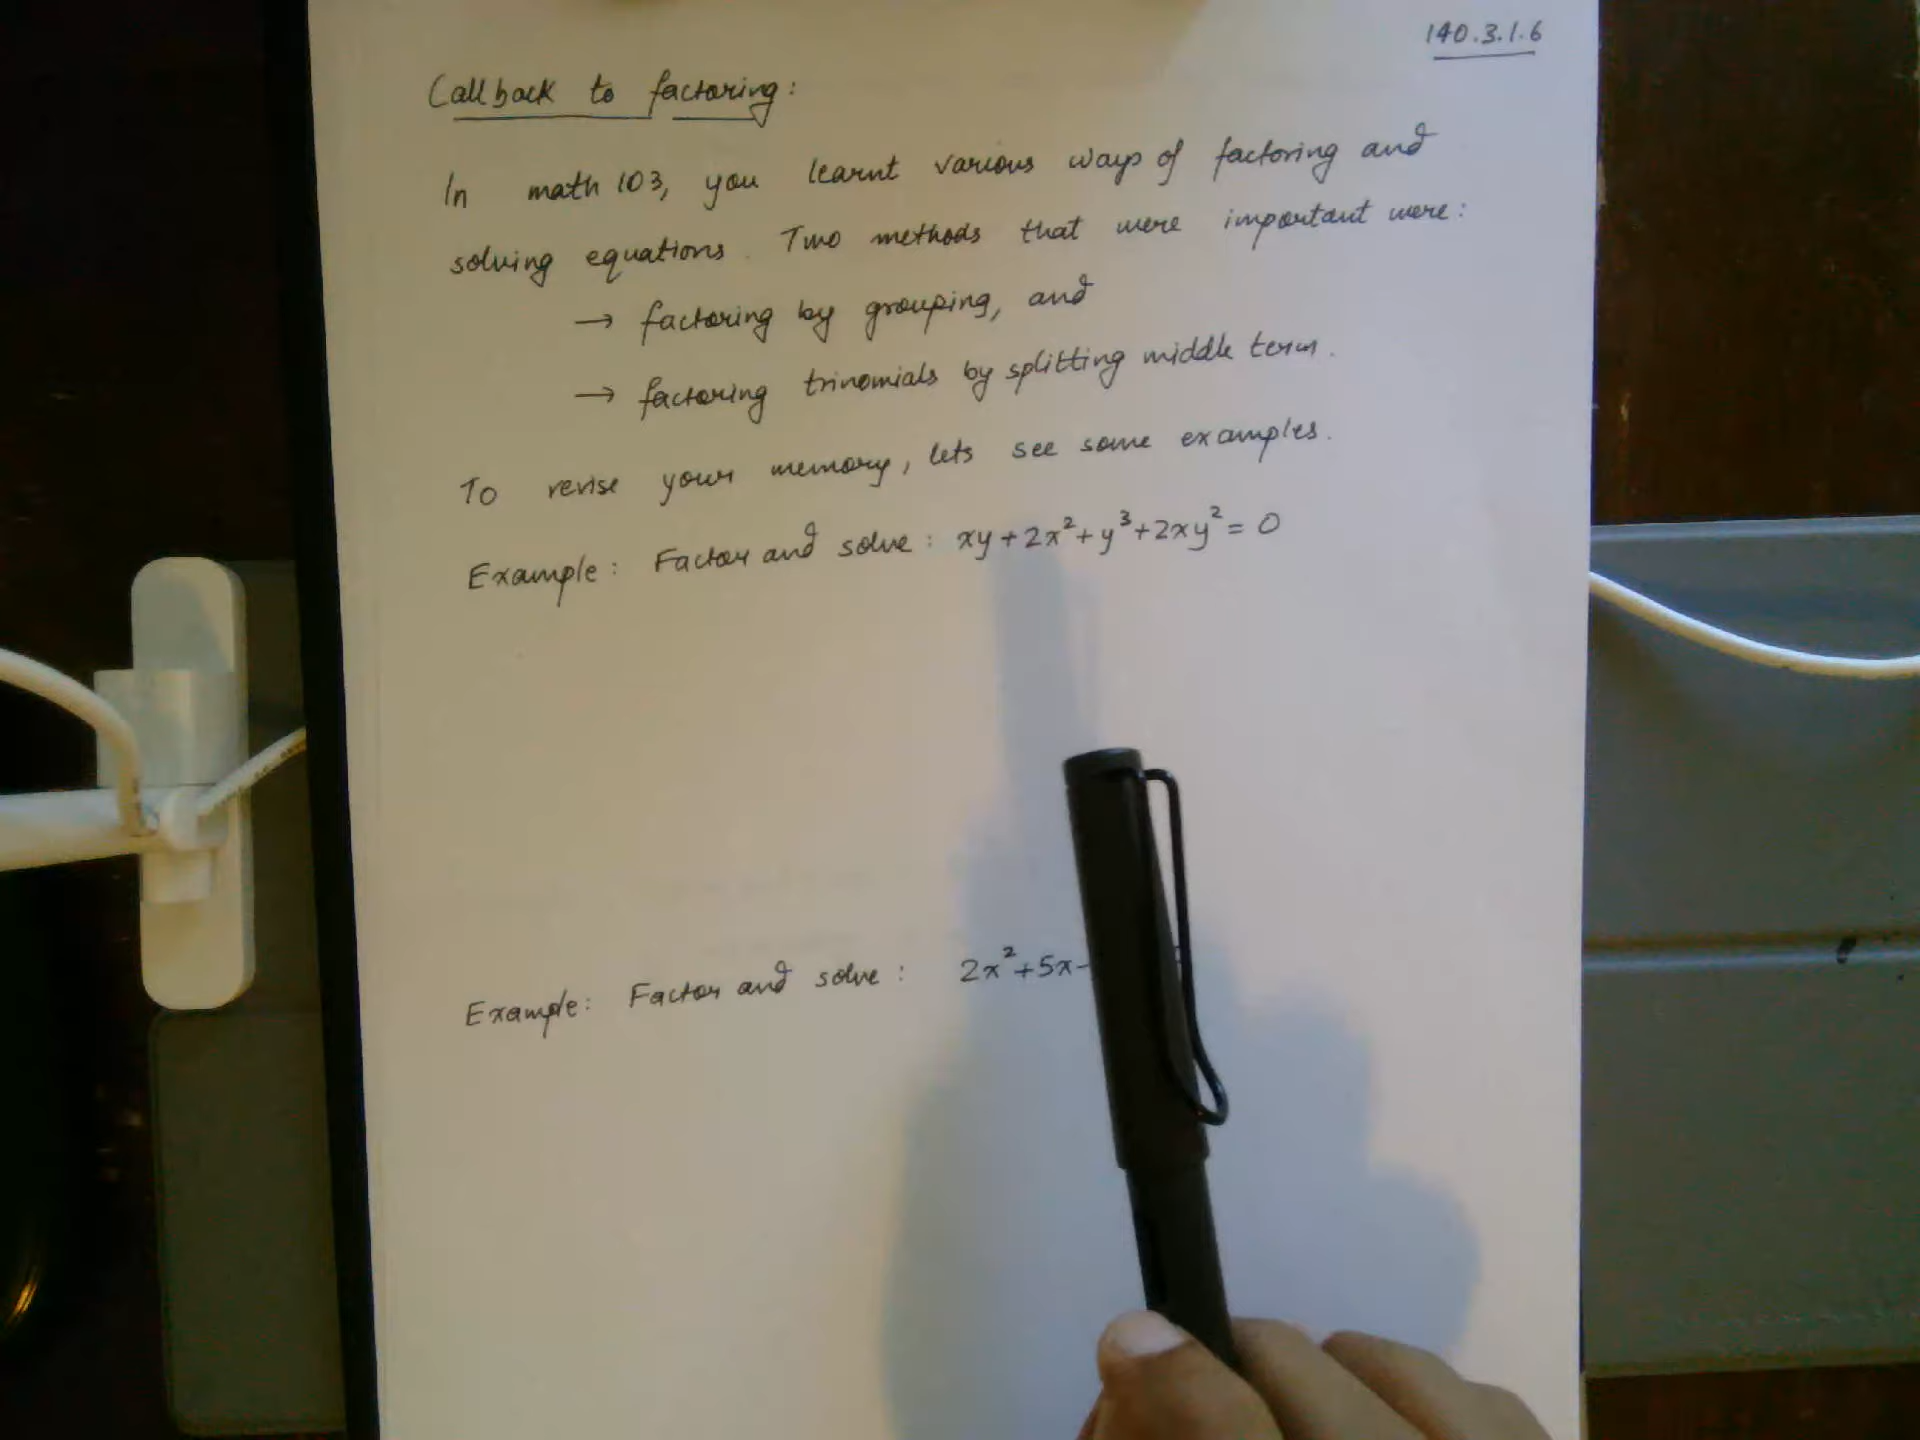 140.3.1.6
Callback to factoring:
In math 103, you learnt various ways of factoring and
solving equations. Two methods that were important were:
→ factoring by grouping, and
→ factoring trinomials by splitting middle term.
To revise your memory, lets see some examples.
Example: Factor and solve: xy+2x²+y³+2xy²= 0
Example: Factor and solve: 2x²+5x-